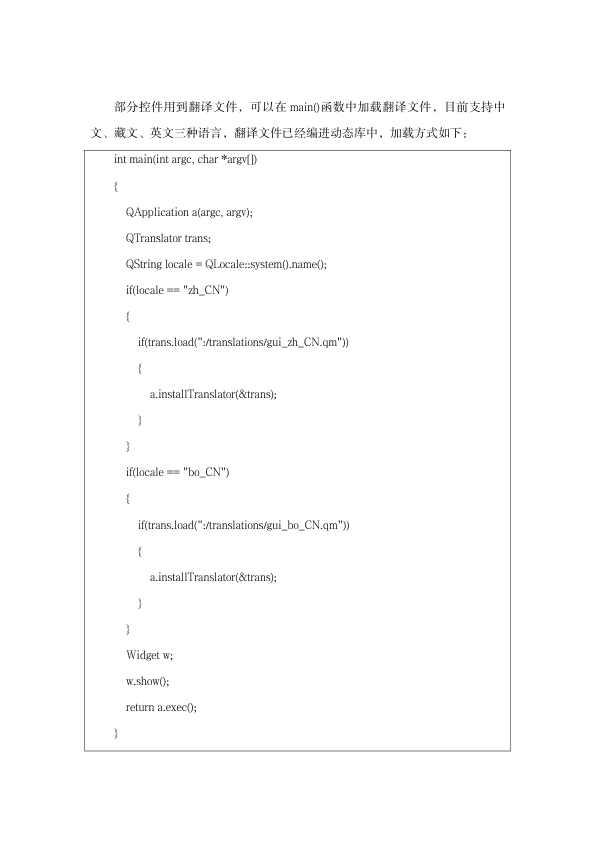 部分控件用到翻译文件，可以在 main()函数中加载翻译文件，目前支持中
文、藏文、英文三种语言，翻译文件已经编进动态库中，加载方式如下：
int main(int argc, char *argv[])
{
QApplication a(argc, argv);
QTranslator trans;
QString locale = QLocale::system().name();
if(locale == "zh_CN")
{
if(trans.load(":/translations/gui_zh_CN.qm"))
{
a.installTranslator(&trans);
}
}
if(locale == "bo_CN")
{
if(trans.load(":/translations/gui_bo_CN.qm"))
{
a.installTranslator(&trans);
}
}
Widget w;
w.show();
return a.exec();
}